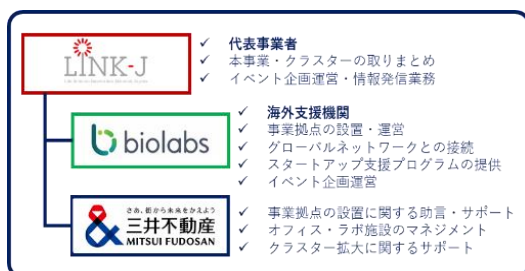 LINK-J
✓ 代表事業者
✓ 本事業・クラスターの取りまとめ
✓ イベント企画運営・情報発信業務
biolabs
✓ 海外支援機関
✓ 事業拠点の設置・運営
✓ グローバルネットワークとの接続
✓ スタートアップ支援プログラムの提供
✓ イベント企画運営
さあ、街から未来をかえよう
& 三井不動産
MITSUI FUDOSAN
✓ 事業拠点の設置に関する助言・サポート
✓ オフィス・ラボ施設のマネジメント
✓ クラスター拡大に関するサポート